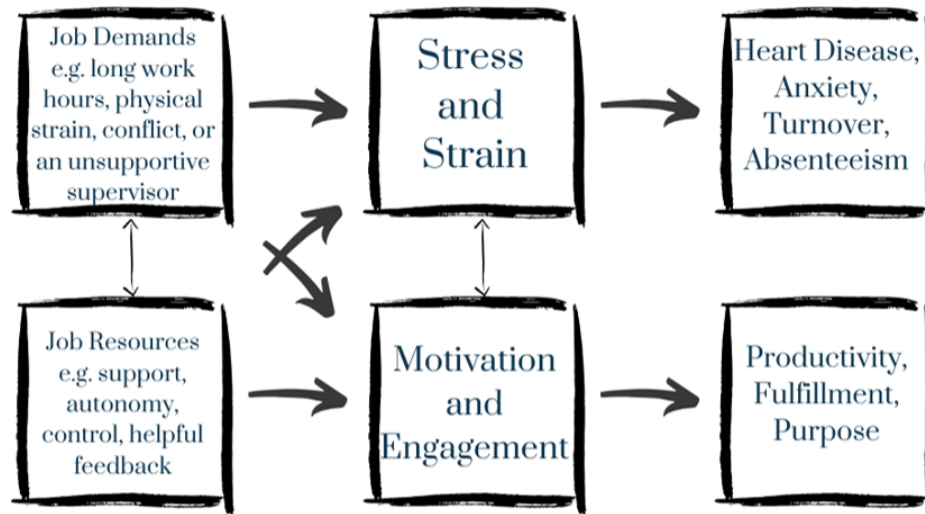 Job Demands
e.g. long work
hours, physical
strain, conflict, or
an unsupportive
supervisor
Stress
and
Strain
Heart Disease,
Anxiety,
Turnover,
Absenteeism
Job Resources
e.g. support,
autonomy,
control, helpful
feedback
Motivation
and
Engagement
Productivity,
Fulfillment,
Purpose